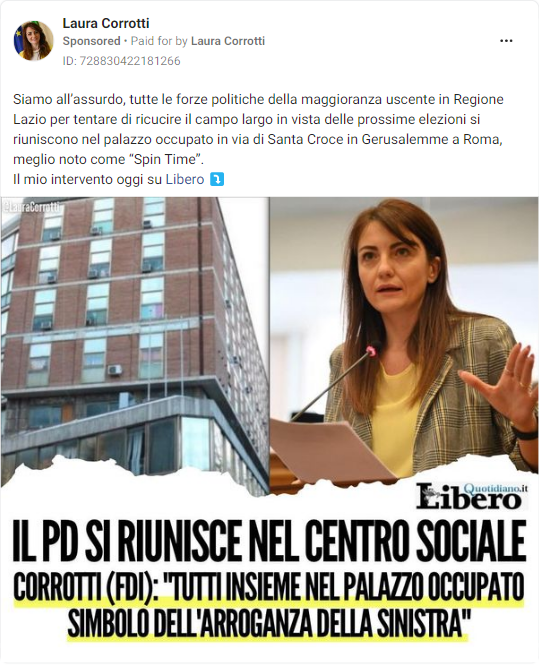 Laura Corrotti
Sponsored • Paid for by Laura Corrotti
ID: 728830422181266
Siamo all’assurdo, tutte le forze politiche della maggioranza uscente in Regione
Lazio per tentare di ricucire il campo largo in vista delle prossime elezioni si
riuniscono nel palazzo occupato in via di Santa Croce in Gerusalemme a Roma,
meglio noto come “Spin Time”.
Il mio intervento oggi su Libero ⤵️
@LauraCorrotti
Quotidiano.it
Libero
IL PD SI RIUNISCE NEL CENTRO SOCIALE
CORROTTI (FDI): "TUTTI INSIEME NEL PALAZZO OCCUPATO
SIMBOLO DELL'ARROGANZA DELLA SINISTRA"